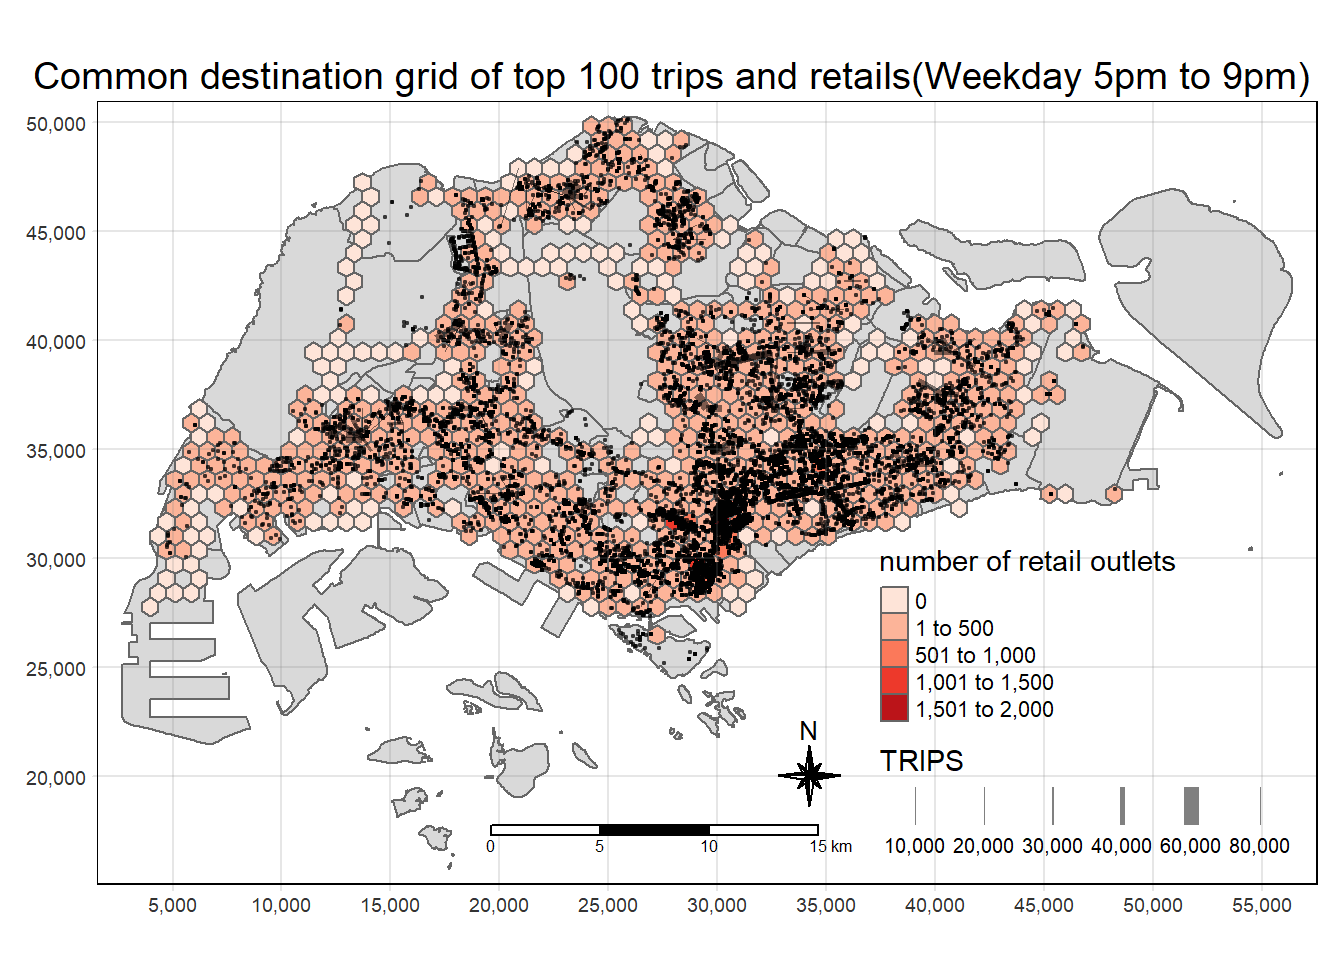 Common destination grid of top 100 trips and retails(Weekday 5pm to 9pm)
50,000
45,000
40,000
35,000
30,000
25,000
20,000
number of retail outlets
0
1 to 500
501 to 1,000
1,001 to 1,500
1,501 to 2,000
N
TRIPS
10,000 20,000 30,000 40,000 60,000 80,000
0 5 10 15 km
5,000 10,000 15,000 20,000 25,000 30,000 35,000 40,000 45,000 50,000 55,000